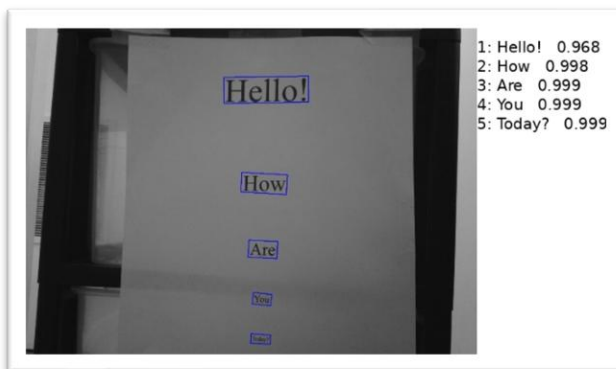 Hello!
How
Are
You
Today?
1: Hello! 0.968
2: How 0.998
3: Are 0.999
4: You 0.999
5: Today? 0.999